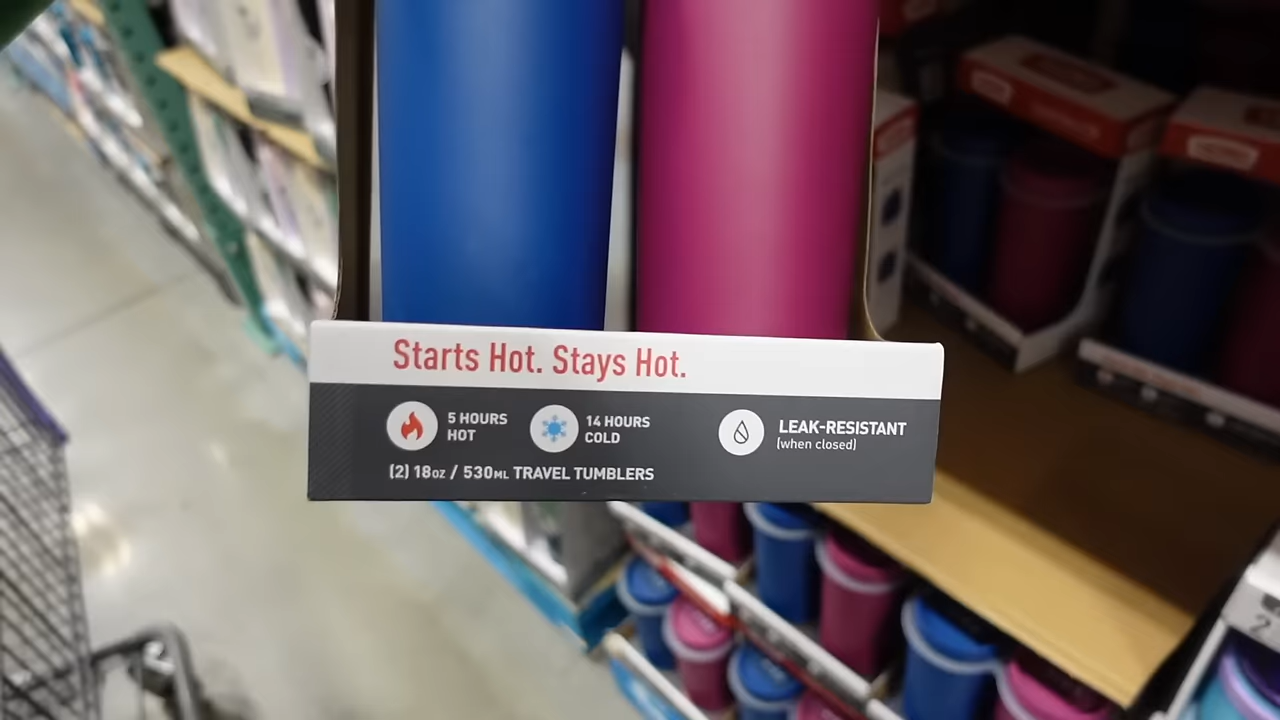 Starts Hot. Stays Hot.
5 HOURS
HOT
14 HOURS
COLD
LEAK-RESISTANT
(when closed)
(2) 18oz / 530ML TRAVEL TUMBLERS
2